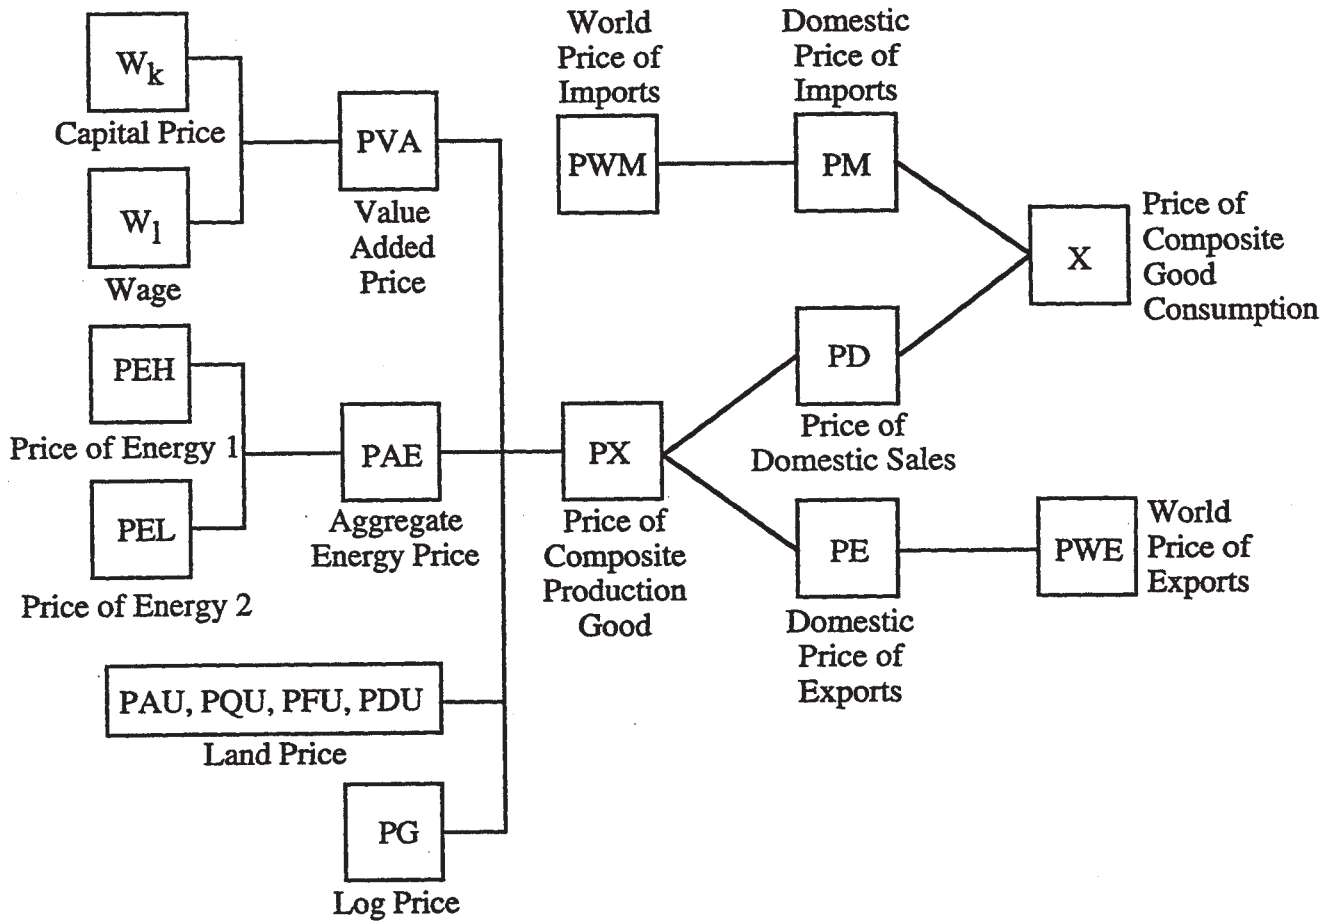 W_k
Capital Price
W_l
Wage
PVA
Value
Added
Price
PEH
Price of Energy 1
PEL
Price of Energy 2
PAE
Aggregate
Energy Price
PAU, PQU, PFU, PDU
Land Price
PG
Log Price
PX
Price of
Composite
Production
Good
World
Price of
Imports
PWM
Domestic
Price of
Imports
PM
PD
Price of
Domestic Sales
PE
Domestic
Price of
Exports
X
Price of
Composite
Good
Consumption
PWE
World
Price of
Exports